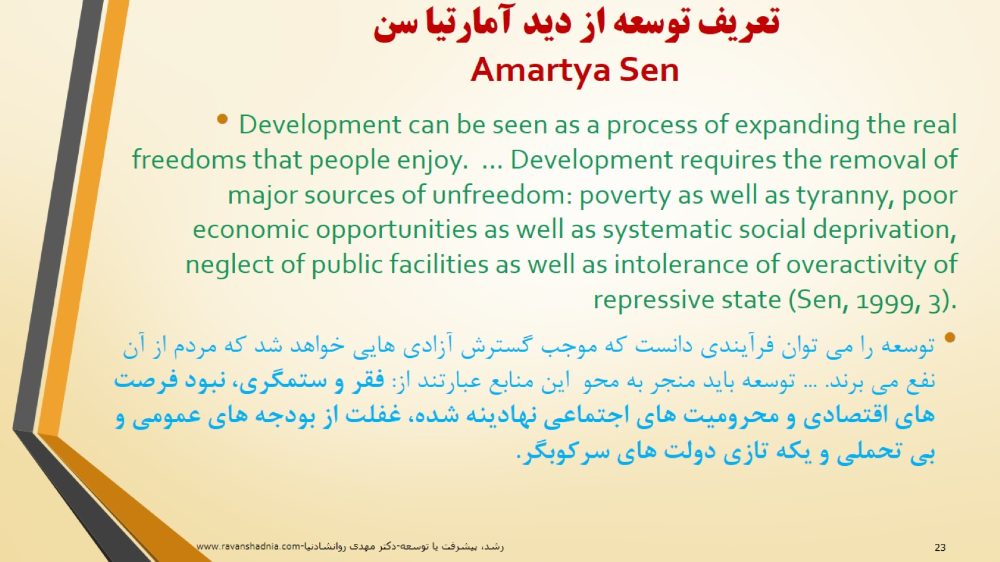 تعریف توسعه از دید آمارتیا سن
Amartya Sen
• Development can be seen as a process of expanding the real
freedoms that people enjoy.  ... Development requires the removal of
major sources of unfreedom: poverty as well as tyranny, poor
economic opportunities as well as systematic social deprivation,
neglect of public facilities as well as intolerance of overactivity of
repressive state (Sen, 1999, 3).
• توسعه را می توان فرآیندی دانست که موجب گسترش آزادی هایی خواهد شد که مردم از آن
نفع می برند. ... توسعه باید منجر به محو  این منابع عبارتند از: فقر و ستمگری، نبود فرصت
های اقتصادی و محرومیت های اجتماعی نهادینه شده، غفلت از بودجه های عمومی و
بی تحملی و یکه تازی دولت های سرکوبگر.
رشد، پیشرفت یا توسعه-دکتر مهدی روانشادنیا-www.ravanshadnia.com
23